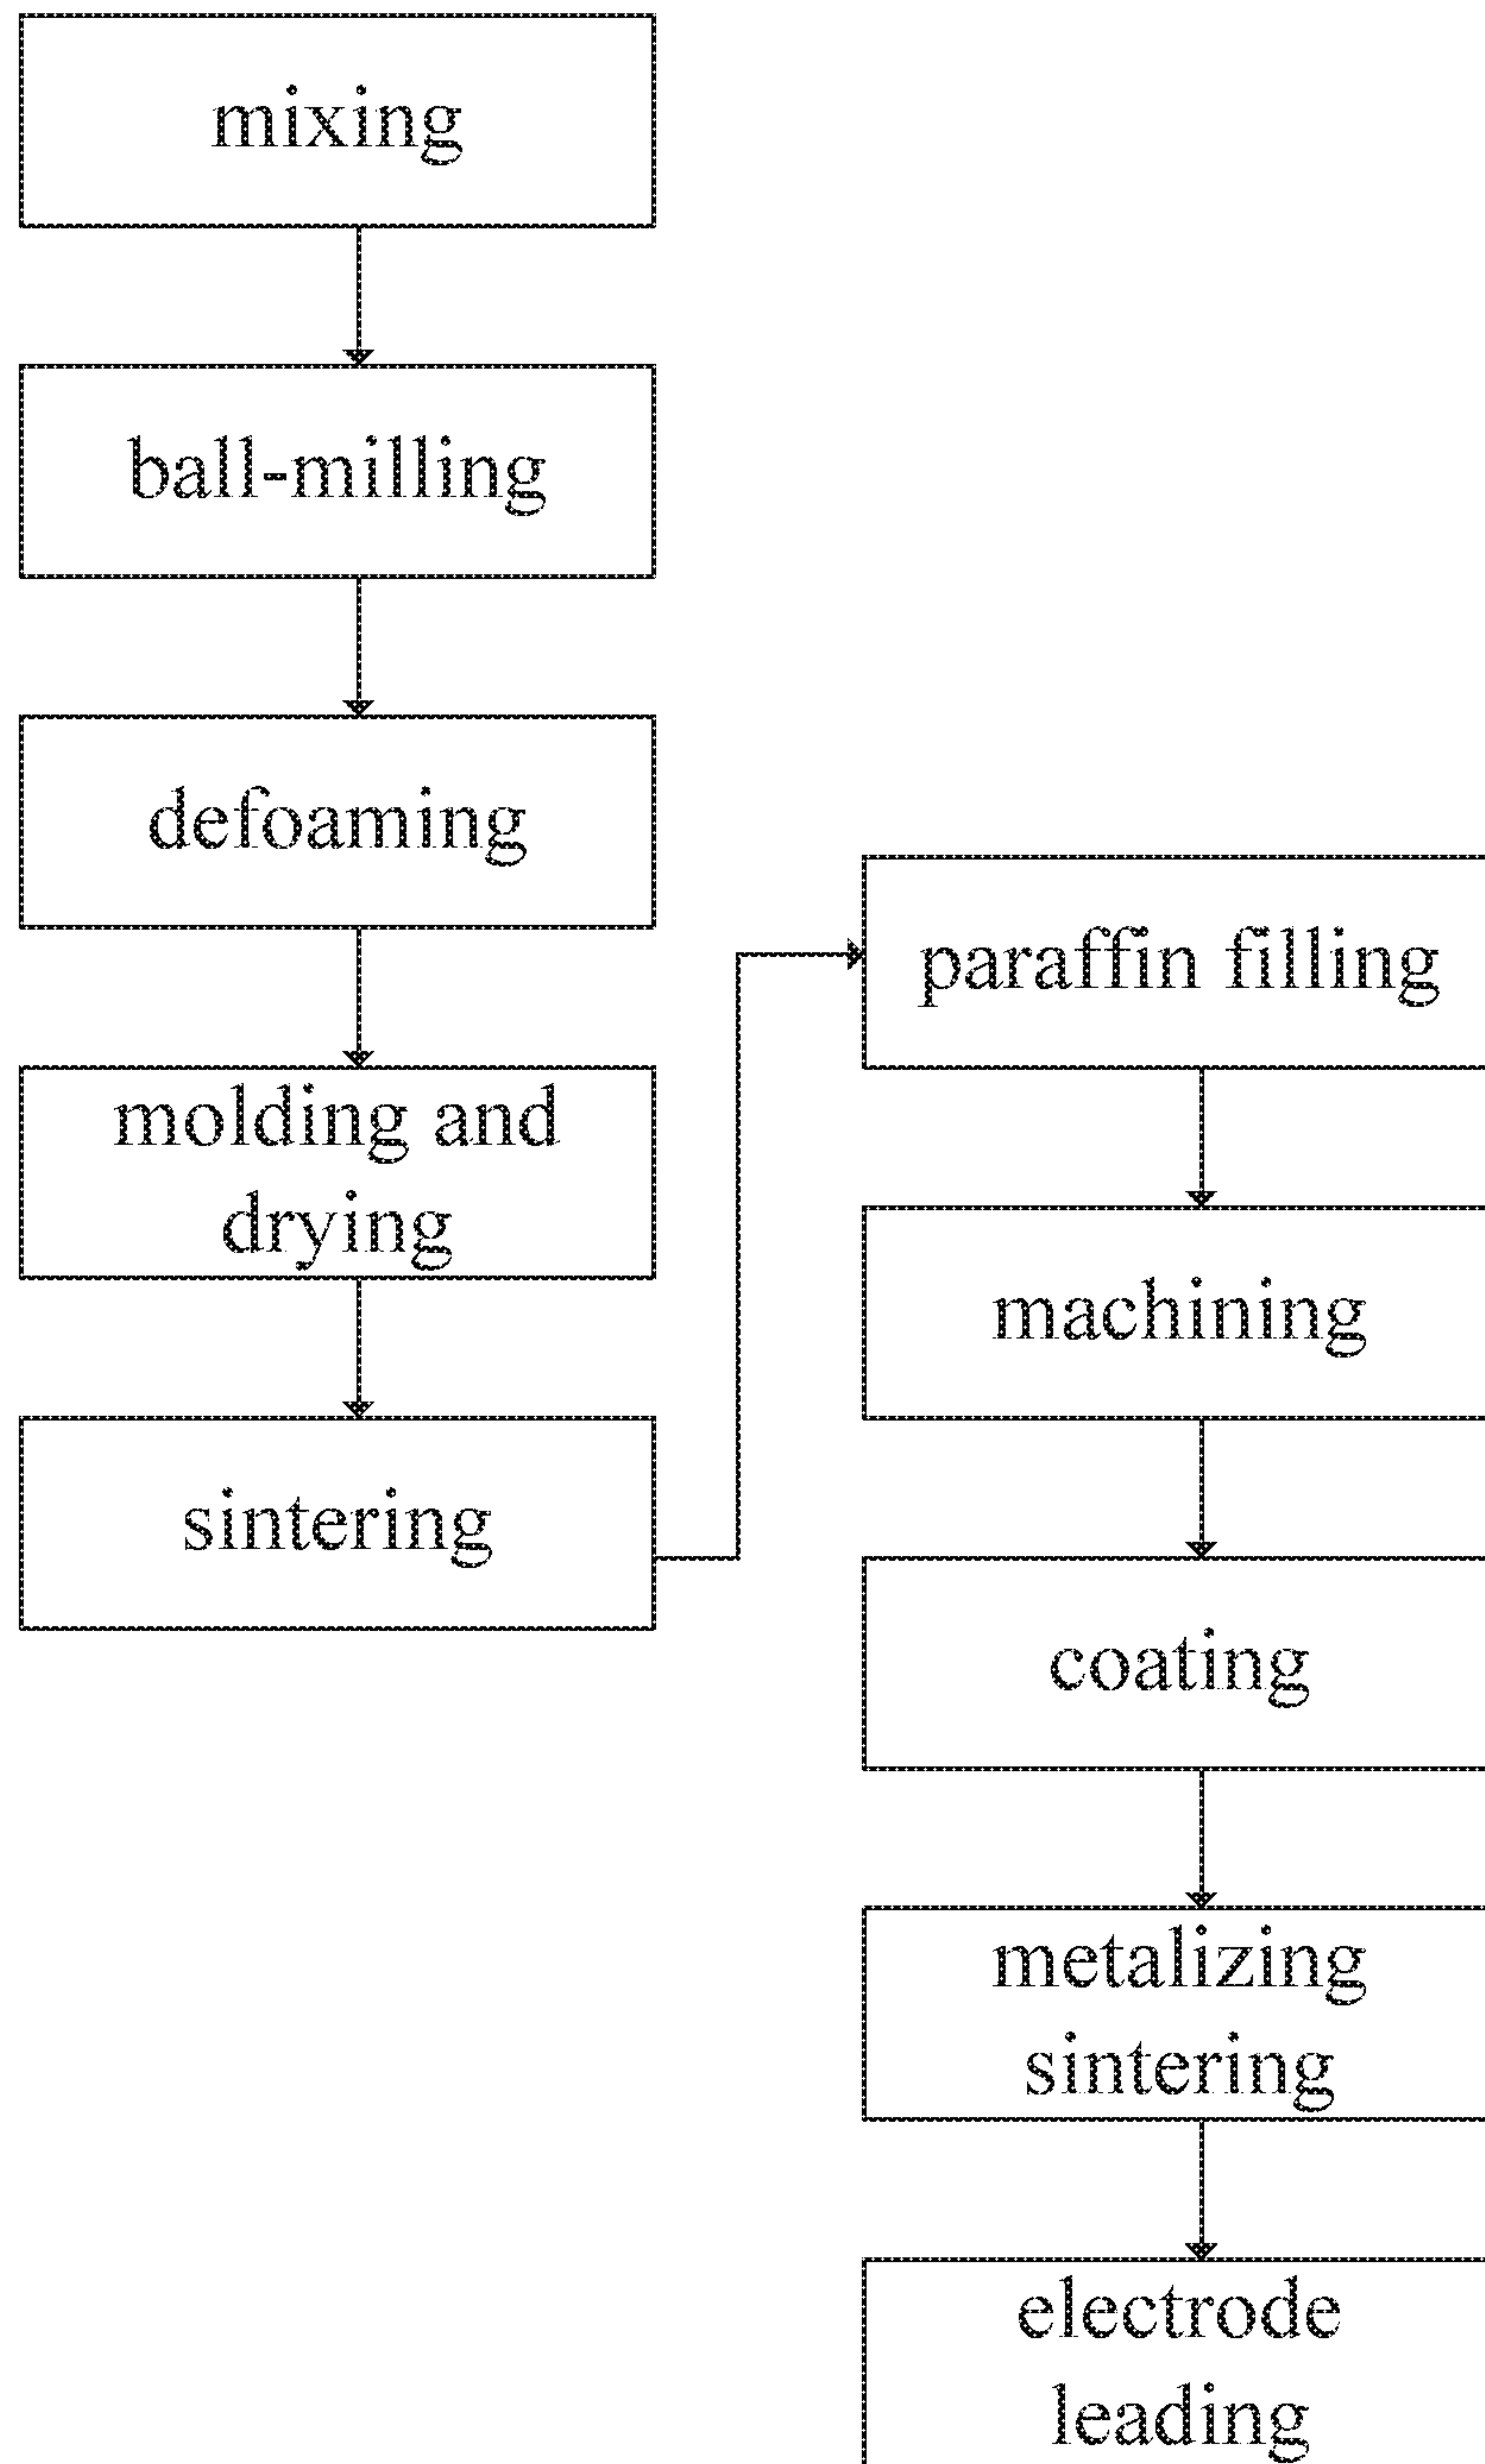 mixing
ball-milling
defoaming
molding and
drying
sintering
paraffin filling
machining
coating
metalizing
sintering
electrode
leading